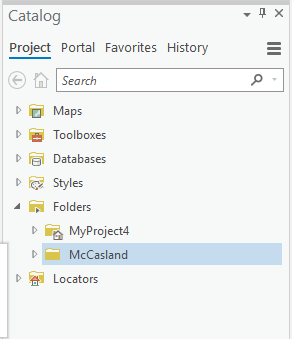 Catalog
Project Portal Favorites History
Search
Maps
Toolboxes
Databases
Styles
Folders
MyProject4
McCasland
Locators